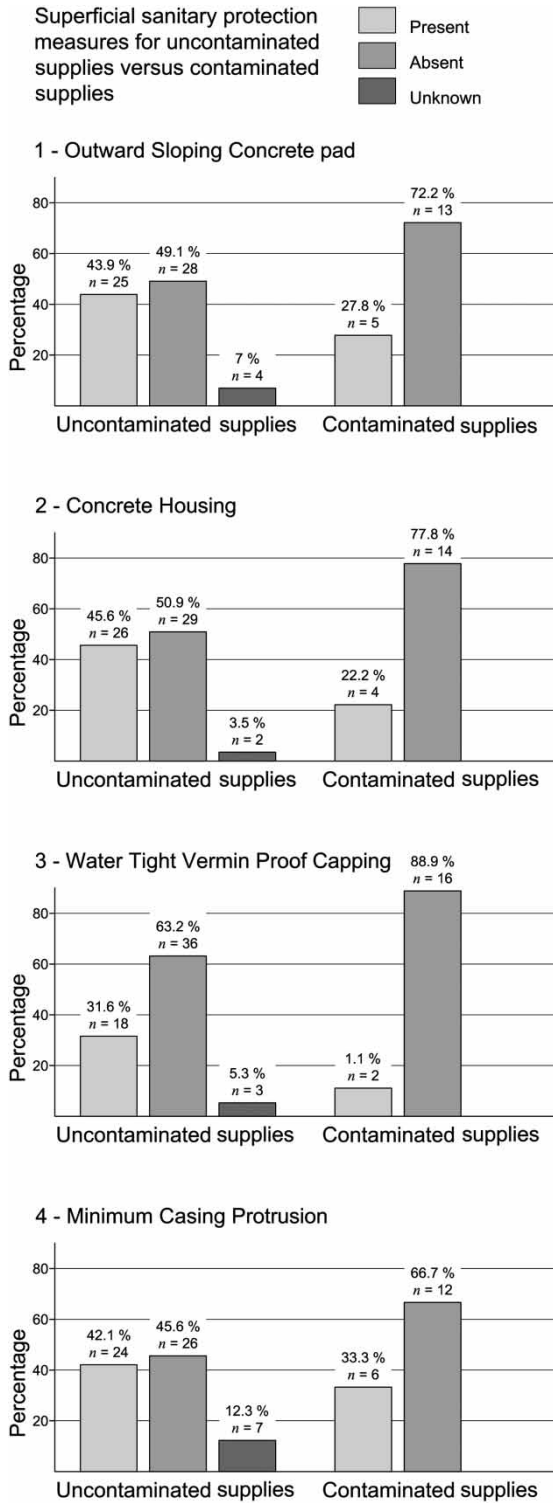 Superficial sanitary protection
measures for uncontaminated
supplies versus contaminated
supplies
Present
Absent
Unknown
1 - Outward Sloping Concrete pad
Percentage
80
60
40
20
43.9 %
n = 25
49.1 %
n = 28
7 %
n = 4
27.8 %
n = 5
72.2 %
n = 13
Uncontaminated supplies
Contaminated supplies
2 - Concrete Housing
Percentage
80
60
40
20
45.6 %
n = 26
50.9 %
n = 29
3.5 %
n = 2
22.2 %
n = 4
77.8 %
n = 14
Uncontaminated supplies
Contaminated supplies
3 - Water Tight Vermin Proof Capping
Percentage
80
60
40
20
31.6 %
n = 18
63.2 %
n = 36
5.3 %
n = 3
1.1 %
n = 2
88.9 %
n = 16
Uncontaminated supplies
Contaminated supplies
4 - Minimum Casing Protrusion
Percentage
80
60
40
20
42.1 %
n = 24
45.6 %
n = 26
12.3 %
n = 7
33.3 %
n = 6
66.7 %
n = 12
Uncontaminated supplies
Contaminated supplies